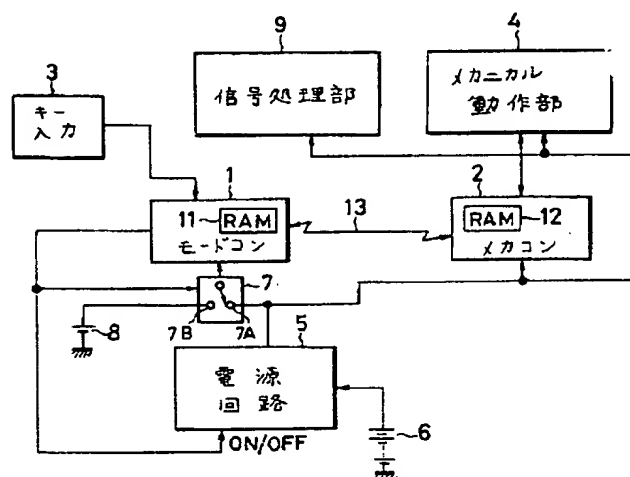 9
4
3
信号処理部
メカニカル
動作部
キー
入力
1
2
11
RAM
13
RAM
12
モードコン
メカコン
7
7B
7A
8
5
電源
回路
6
ON/OFF